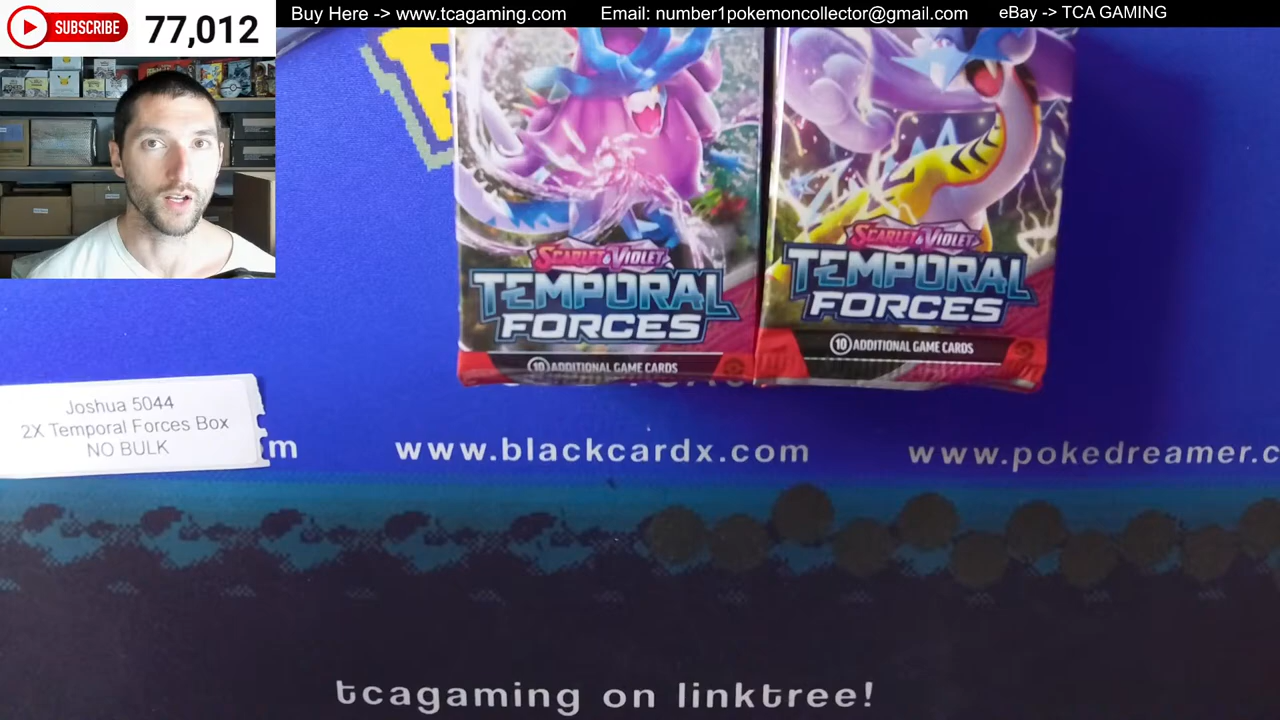 SUBSCRIBE 77,012
Buy Here -> www.tcagaming.com Email: number1pokemoncollector@gmail.com eBay -> TCA GAMING
SCARLET & VIOLET
TEMPORAL
FORCES
10 ADDITIONAL GAME CARDS
SCARLET & VIOLET
TEMPORAL
FORCES
10 ADDITIONAL GAME CARDS
Joshua 5044
2X Temporal Forces Box
NO BULK
www.blackcardx.com
www.pokedreamer.c
tcagaming on linktree!